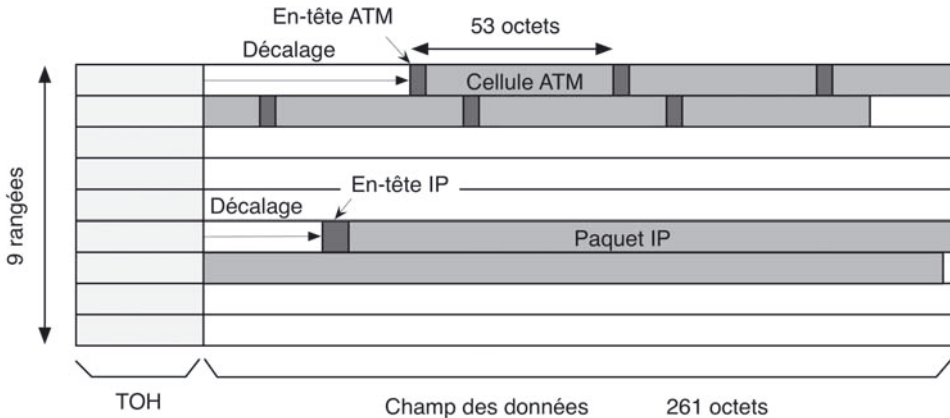 En-tête ATM
53 octets
Décalage
Cellule ATM
9 rangées
En-tête IP
Décalage
Paquet IP
TOH
Champ des données 261 octets